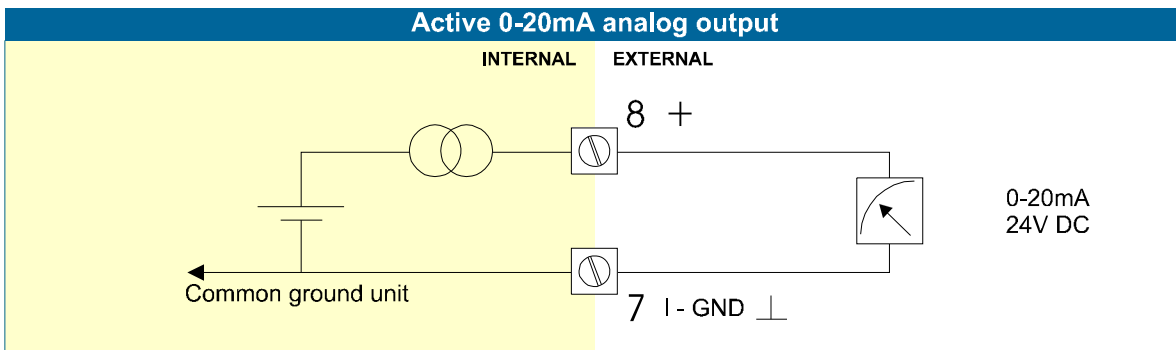 Active 0-20mA analog output
INTERNAL EXTERNAL
8 +
0-20mA
24V DC
Common ground unit
7 I - GND ⊥